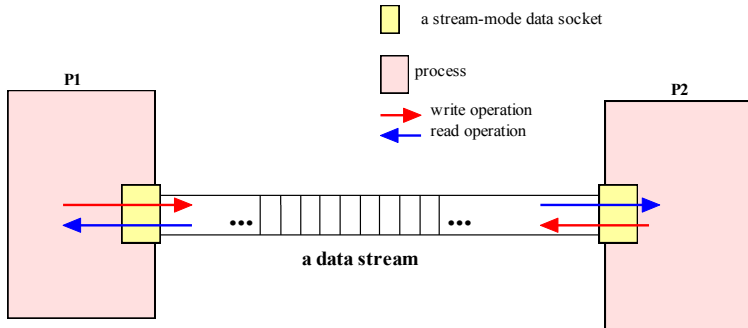 a stream-mode data socket
process
P1
P2
write operation
read operation
...
...
a data stream